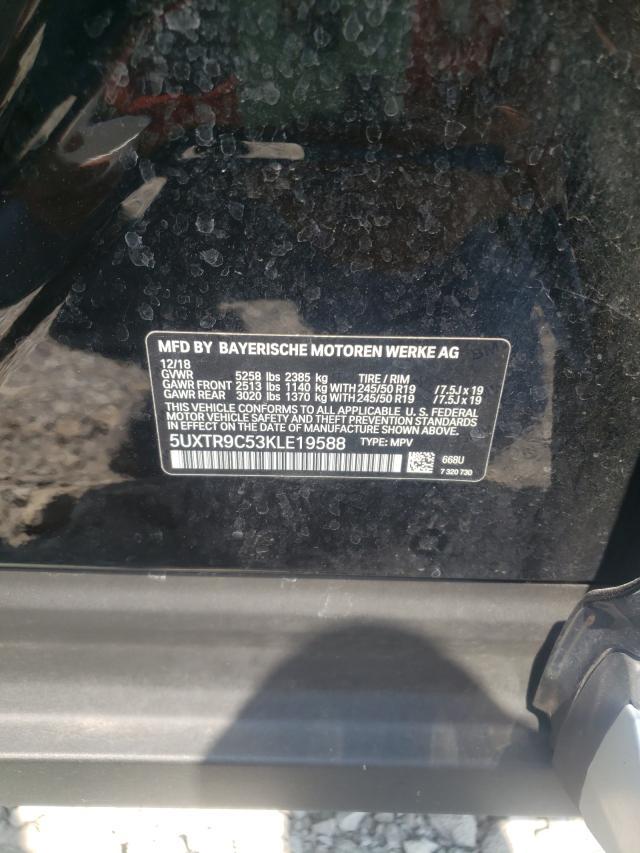 MFD BY BAYERISCHE MOTOREN WERKE AG
12/18
GVWR 5258 lbs 2385 kg TIRE / RIM
GAWR FRONT 2513 lbs 1140 kg WITH 245/50 R19 /7.5J x 19
GAWR REAR 3020 lbs 1370 kg WITH 245/50 R19 /7.5J x 19
THIS VEHICLE CONFORMS TO ALL APPLICABLE U. S. FEDERAL
MOTOR VEHICLE SAFETY AND THEFT PREVENTION STANDARDS
IN EFFECT ON THE DATE OF MANUFACTURE SHOWN ABOVE.
5UXTR9C53KLE19588 TYPE: MPV
668U
7 320 730